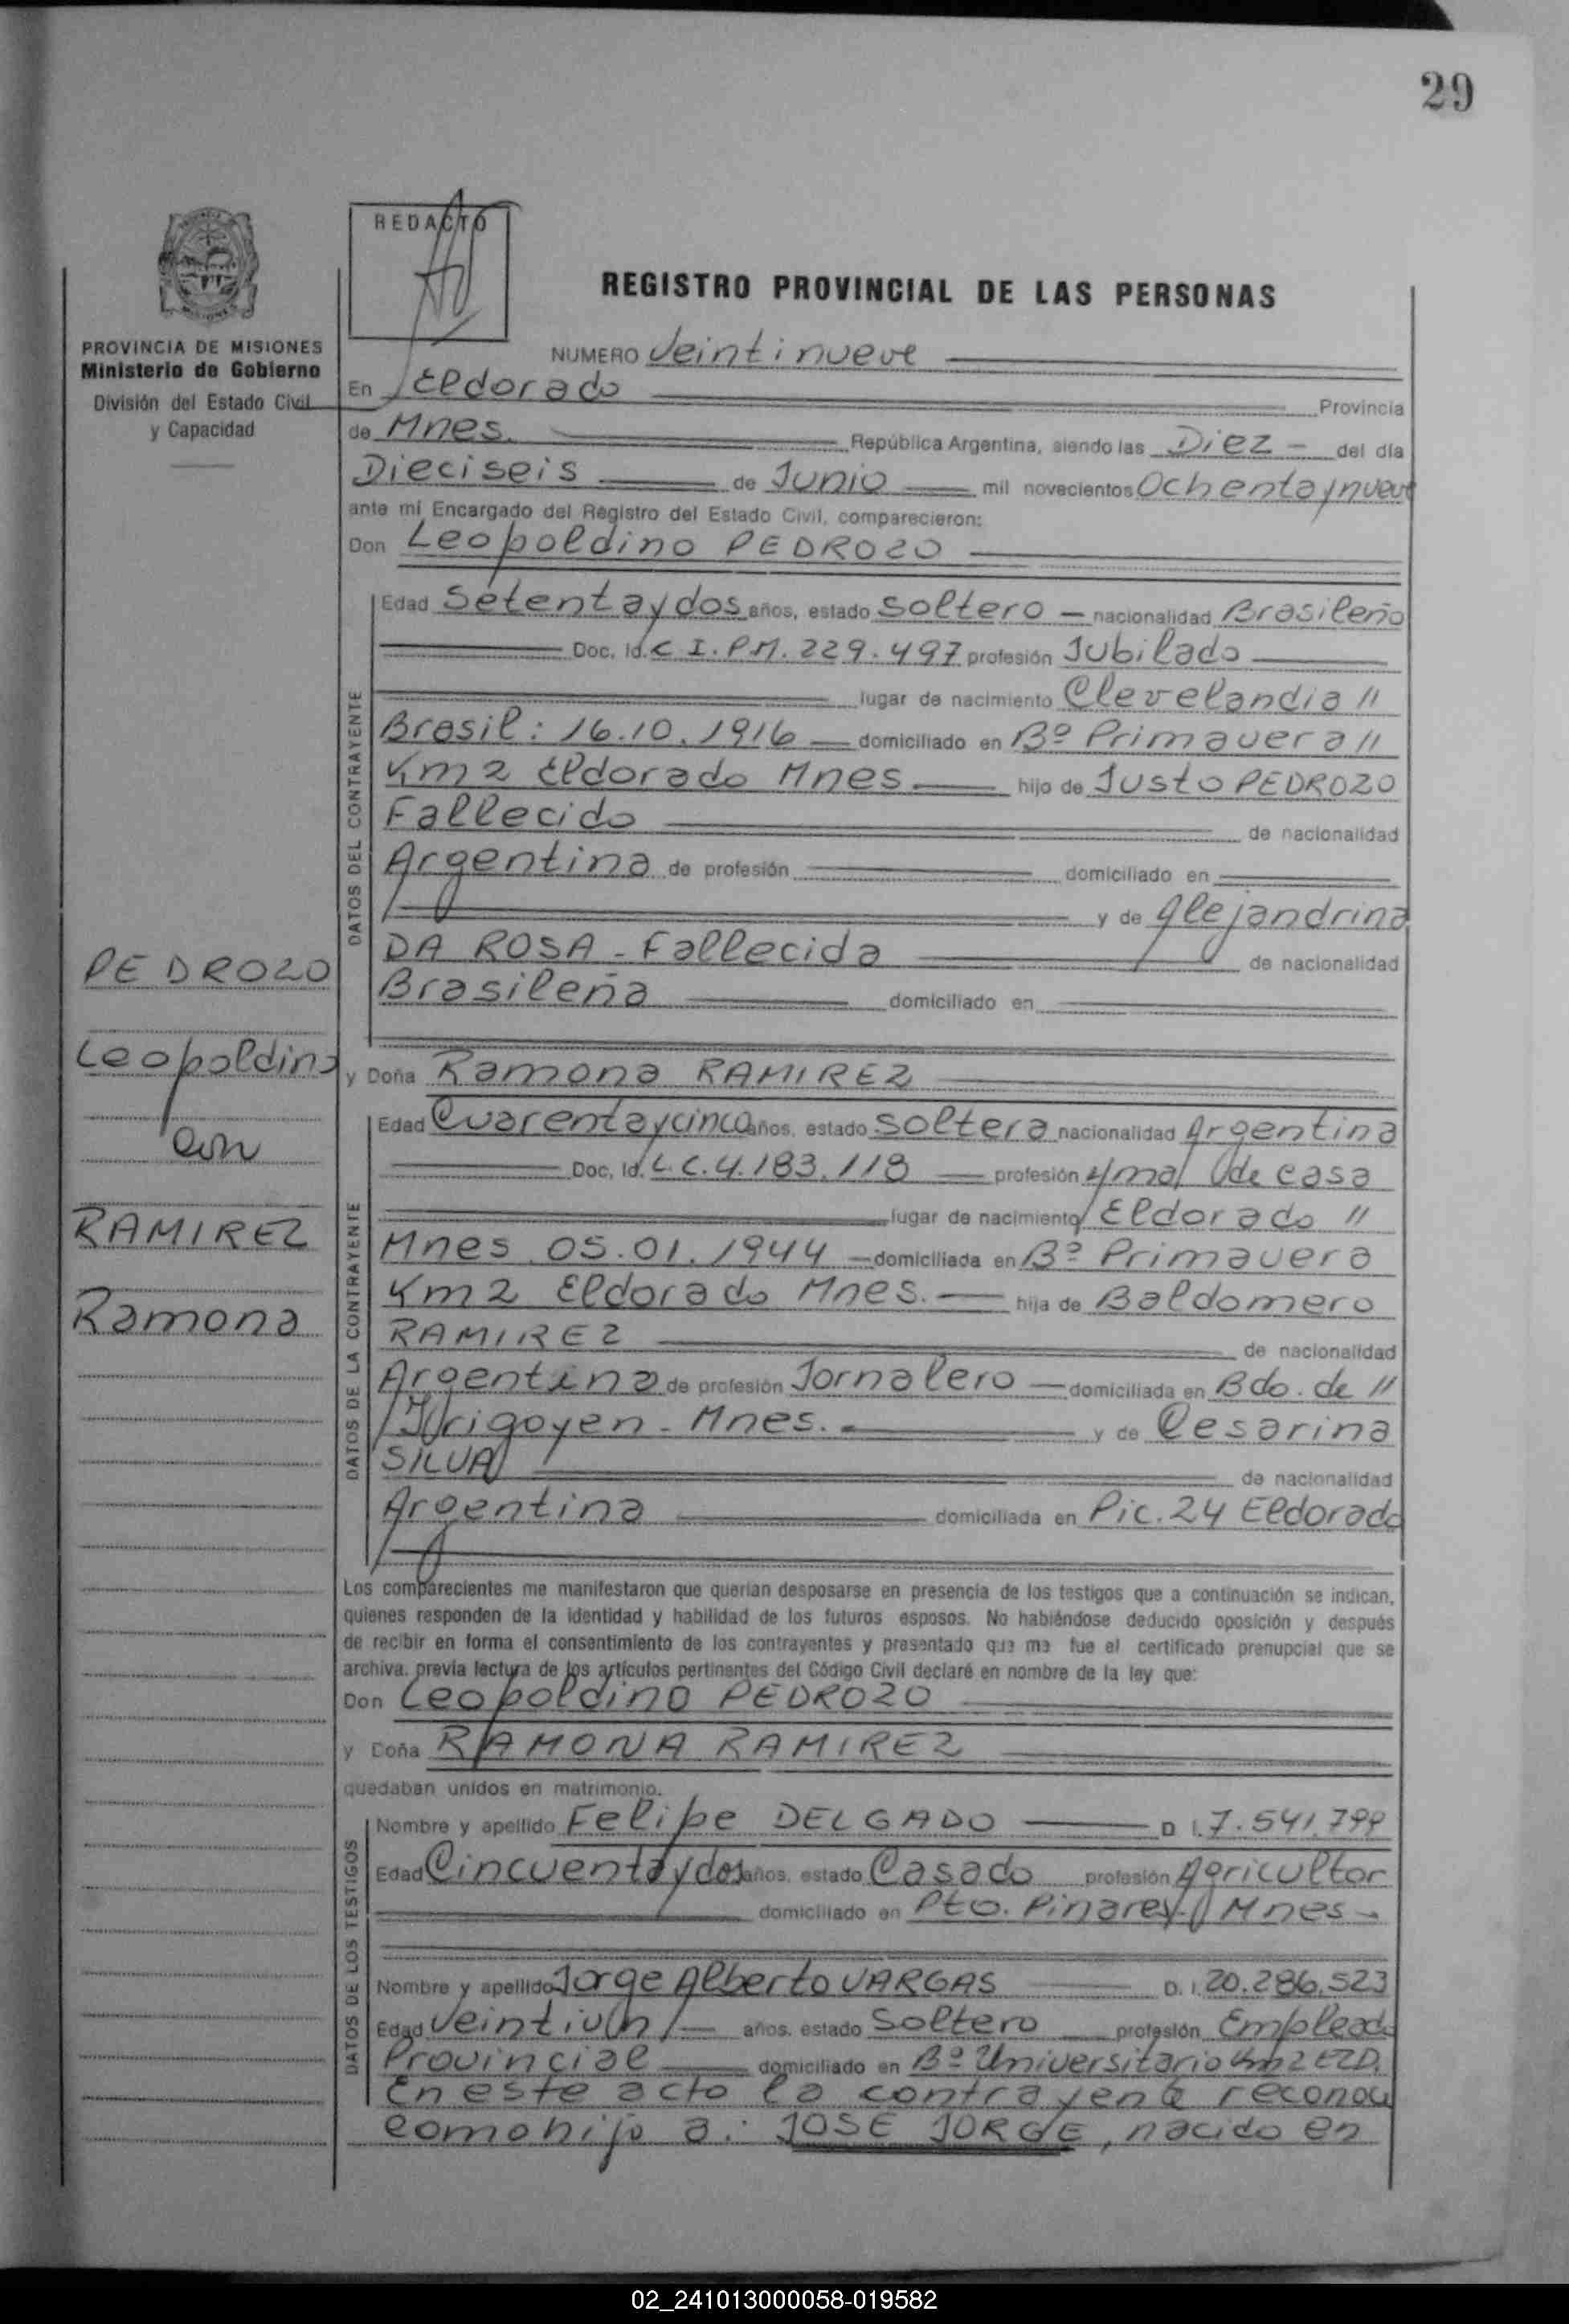 29
REDACTO
REGISTRO PROVINCIAL DE LAS PERSONAS
PROVINCIA DE MISIONES
Ministerio de Gobierno
División del Estado Civil
y Capacidad
NUMERO Veintinueve
En Eldorado Provincia
de Mnes. República Argentina, siendo las Diez - del día
Dieciseis de Junio mil novecientos Ochenta y nueve
ante mí Encargado del Registro del Estado Civil, comparecieron:
Don Leopoldino PEDROZO
DATOS DEL CONTRAYENTE
Edad Setenta y dos años, estado Soltero - nacionalidad Brasileño
Doc. Id. C I. P.M. 229.497 profesión Jubilado
lugar de nacimiento Clevelandia "
Brasil: 16.10.1916 domiciliado en Bº Primavera "
Km 2 Eldorado Mnes hijo de Justo PEDROZO
Fallecido de nacionalidad
Argentina de profesión domiciliado en
y de Alejandrina
DA ROSA - Fallecida de nacionalidad
Brasileña domiciliado en
PEDROZO
Leopoldino
con
RAMIREZ
Ramona
y Doña Ramona RAMIREZ
DATOS DE LA CONTRAYENTE
Edad Cuarenta y cinco años, estado Soltera nacionalidad Argentina
Doc. Id. L.C. 4.183.118 profesión Ama de casa
lugar de nacimiento Eldorado "
Mnes 05.01.1944 domiciliada en Bº Primavera
Km 2 Eldorado Mnes. hija de Baldomero
RAMIREZ de nacionalidad
Argentina de profesión Jornalero domiciliada en Bdo. de "
Irigoyen - Mnes. y de Cesarina
SILVA de nacionalidad
Argentina domiciliada en Pic. 24 Eldorado
Los comparecientes me manifestaron que querían desposarse en presencia de los testigos que a continuación se indican,
quienes responden de la identidad y habilidad de los futuros esposos. No habiéndose deducido oposición y después
de recibir en forma el consentimiento de los contrayentes y presentado que me fue el certificado prenupcial que se
archiva, previa lectura de los artículos pertinentes del Código Civil declaré en nombre de la ley que:
Don Leopoldino PEDROZO
y Doña RAMONA RAMIREZ
quedaban unidos en matrimonio.
DATOS DE LOS TESTIGOS
Nombre y apellido Felipe DELGADO D I. 7.541.799
Edad Cincuenta y dos años, estado Casado profesión Agricultor
domiciliado en Pto. Pinarey Mnes -
Nombre y apellido Jorge Alberto VARGAS D. I. 20.286.523
Edad Veintiun años. estado Soltero profesión Empleado
Provincial domiciliado en Bº Universitario Km 2 ELD.
En este acto la contrayente reconoce
como hijo a: JOSE JORGE, nacido en
02_241013000058-019582